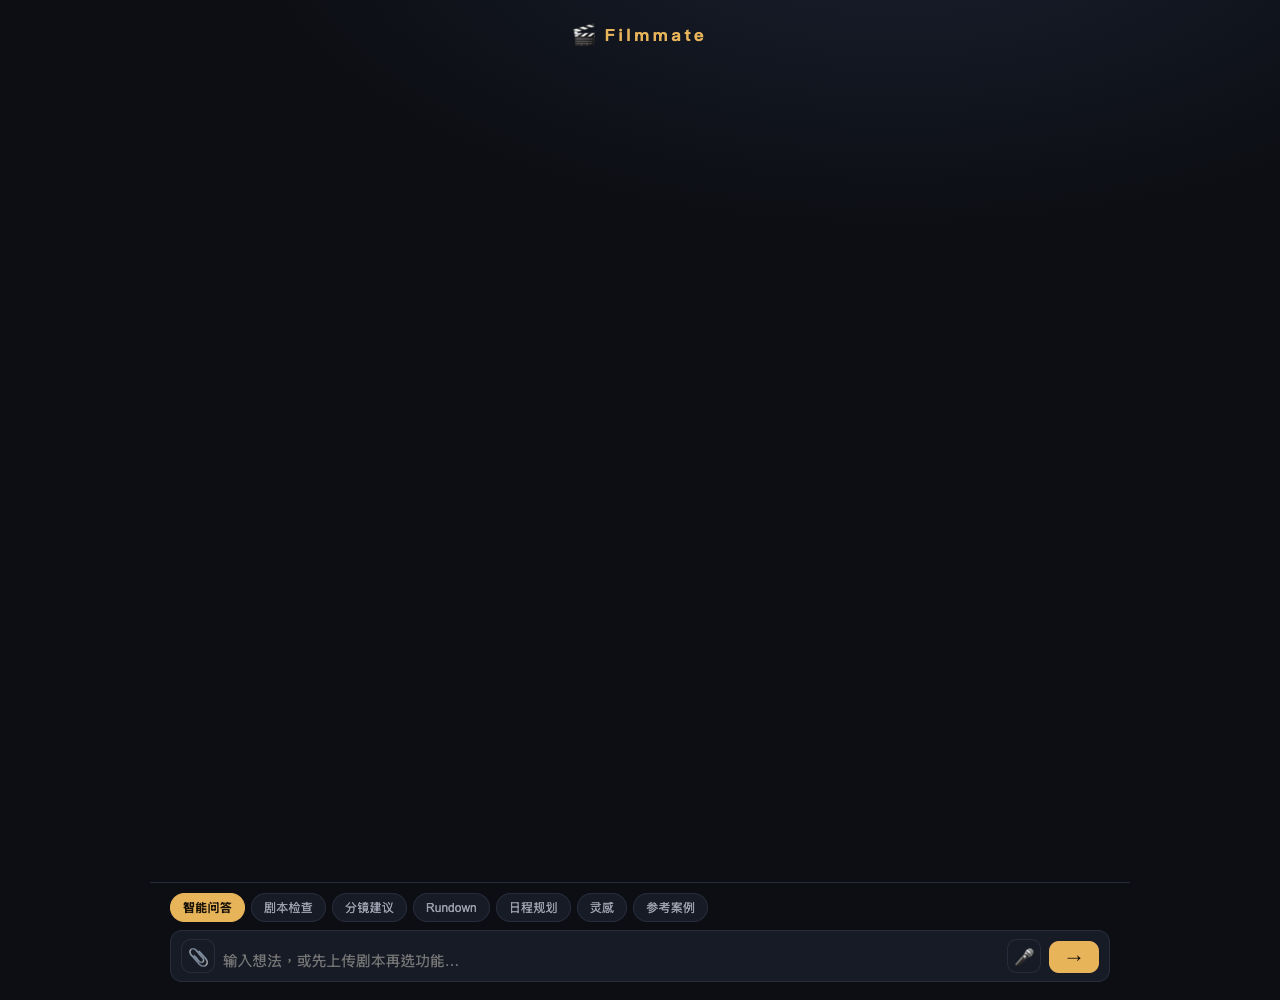 Filmmate
智能问答 剧本检查 分镜建议 Rundown 日程规划 灵感 参考案例
输入想法，或先上传剧本再选功能...
→